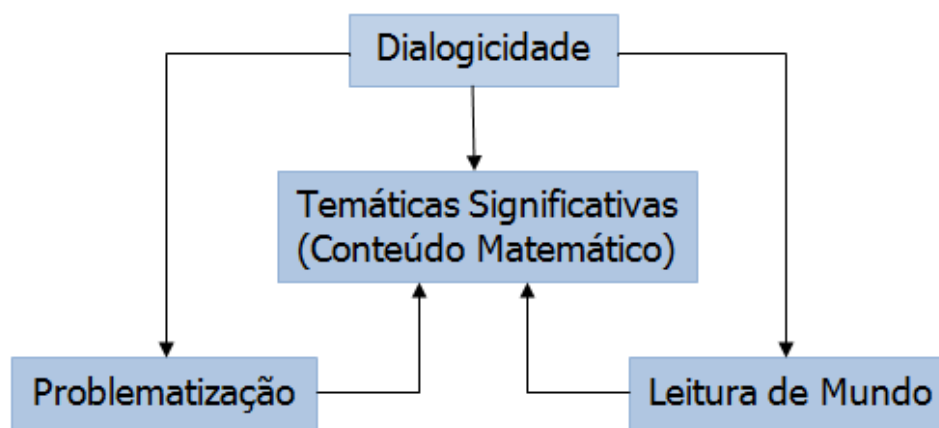 Dialogicidade
Temáticas Significativas
(Conteúdo Matemático)
Problematização
Leitura de Mundo